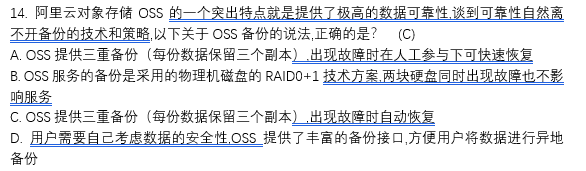 14. 阿里云对象存储 OSS 的一个突出特点就是提供了极高的数据可靠性,谈到可靠性自然离
不开备份的技术和策略,以下关于 OSS 备份的说法,正确的是? (C)
A. OSS 提供三重备份（每份数据保留三个副本）,出现故障时在人工参与下可快速恢复
B. OSS 服务的备份是采用的物理机磁盘的 RAID0+1 技术方案,两块硬盘同时出现故障也不影
响服务
C. OSS 提供三重备份（每份数据保留三个副本）,出现故障时自动恢复
D. 用户需要自己考虑数据的安全性,OSS 提供了丰富的备份接口,方便用户将数据进行异地
备份